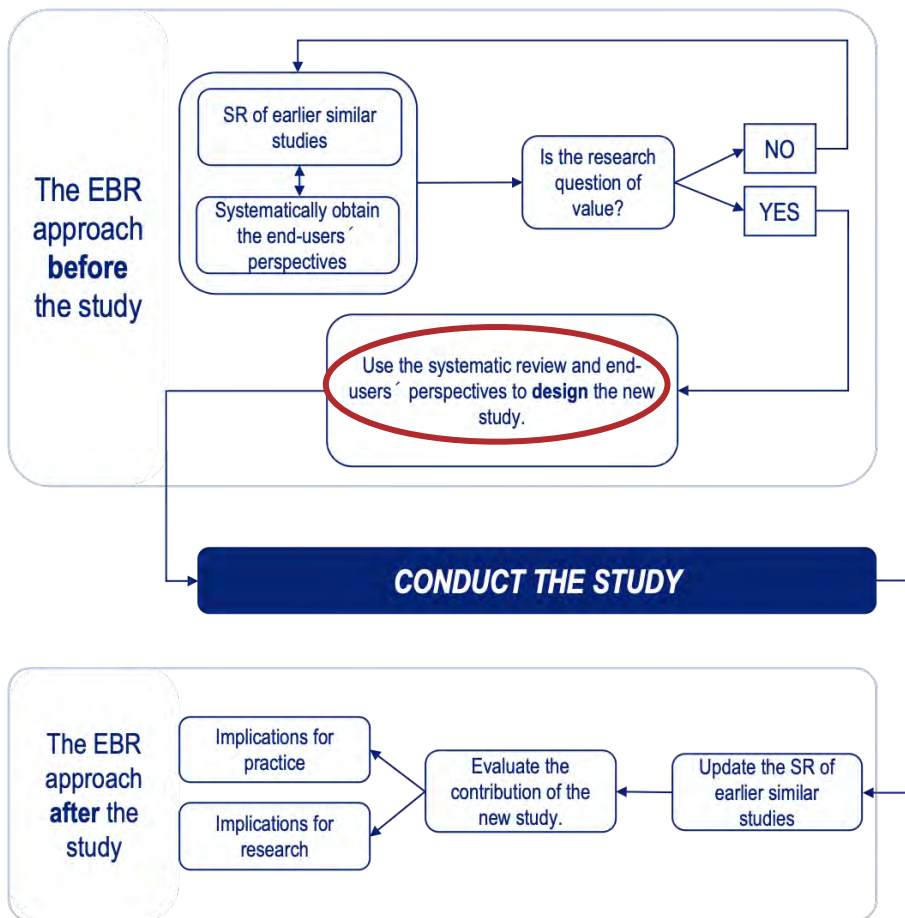 The EBR
approach
before
the study
SR of earlier similar
studies
Systematically obtain
the end-users´
perspectives
Is the research
question of
value?
NO
YES
Use the systematic review and end-
users´ perspectives to design the new
study.
CONDUCT THE STUDY
The EBR
approach
after the
study
Implications for
practice
Implications for
research
Evaluate the
contribution of the
new study.
Update the SR of
earlier similar
studies